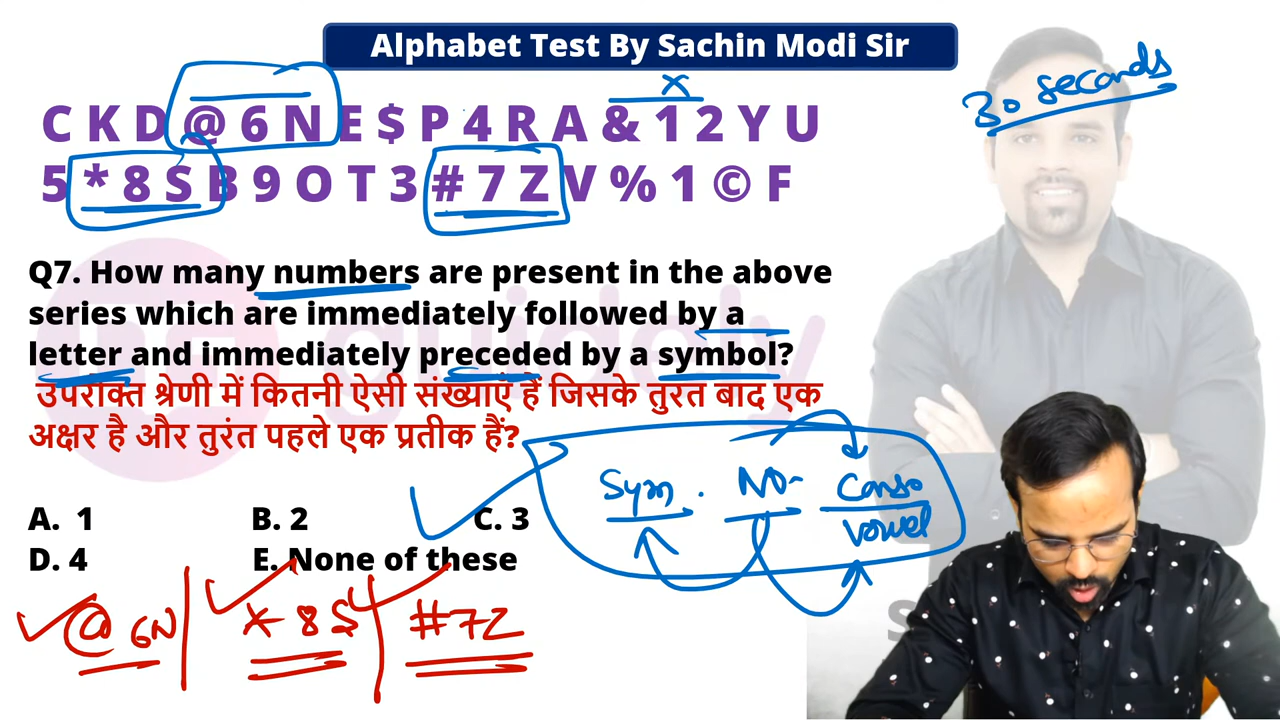 Alphabet Test By Sachin Modi Sir
30 seconds
x
C K D @ 6 N E $ P 4 R A & 1 2 Y U
5 * 8 S B 9 O T 3 # 7 Z V % 1 © F
Q7. How many numbers are present in the above
series which are immediately followed by a
letter and immediately preceded by a symbol?
उपरोक्त श्रेणी में कितनी ऐसी संख्याएँ हैं जिसके तुरत बाद एक
अक्षर है और तुरंत पहले एक प्रतीक हैं?
Sym. No- Conso
vowel
A. 1 B. 2 C. 3
D. 4 E. None of these
@ 6N * 8S #7Z
guidely